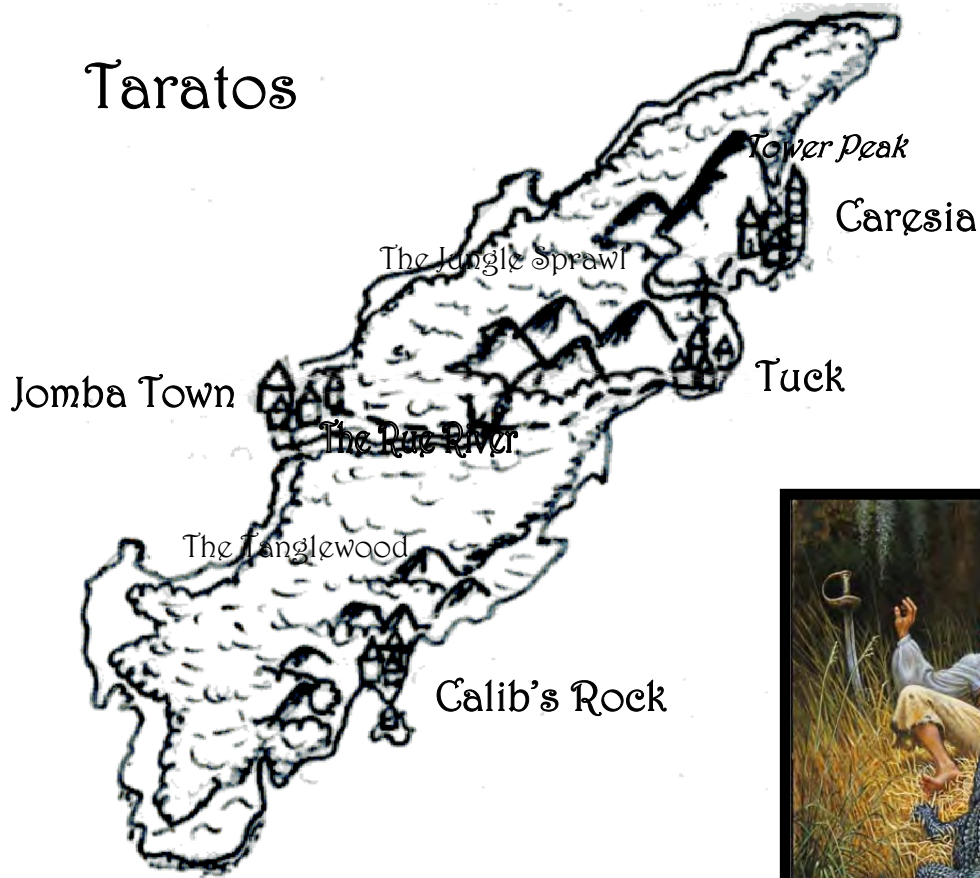 Taratos
Tower Peak
Caresia
The Jungle Sprawl
Tuck
Jomba Town
The Rue River
The Tanglewood
Calib's Rock